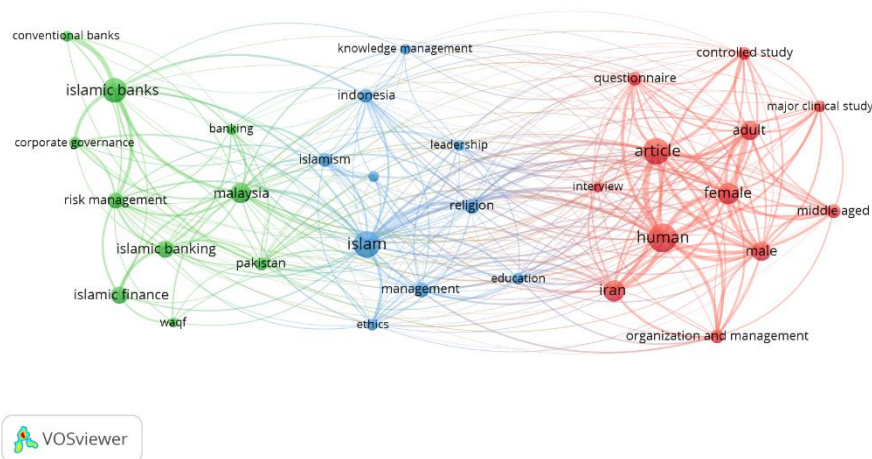 conventional banks
knowledge management
controlled study
islamic banks
indonesia
questionnaire
major clinical study
corporate governance
banking
leadership
adult
islamism
article
risk management
malaysia
religion
interview
female
middle aged
islamic banking
pakistan
islam
human
male
islamic finance
management
education
iran
waqf
ethics
organization and management
VOSviewer